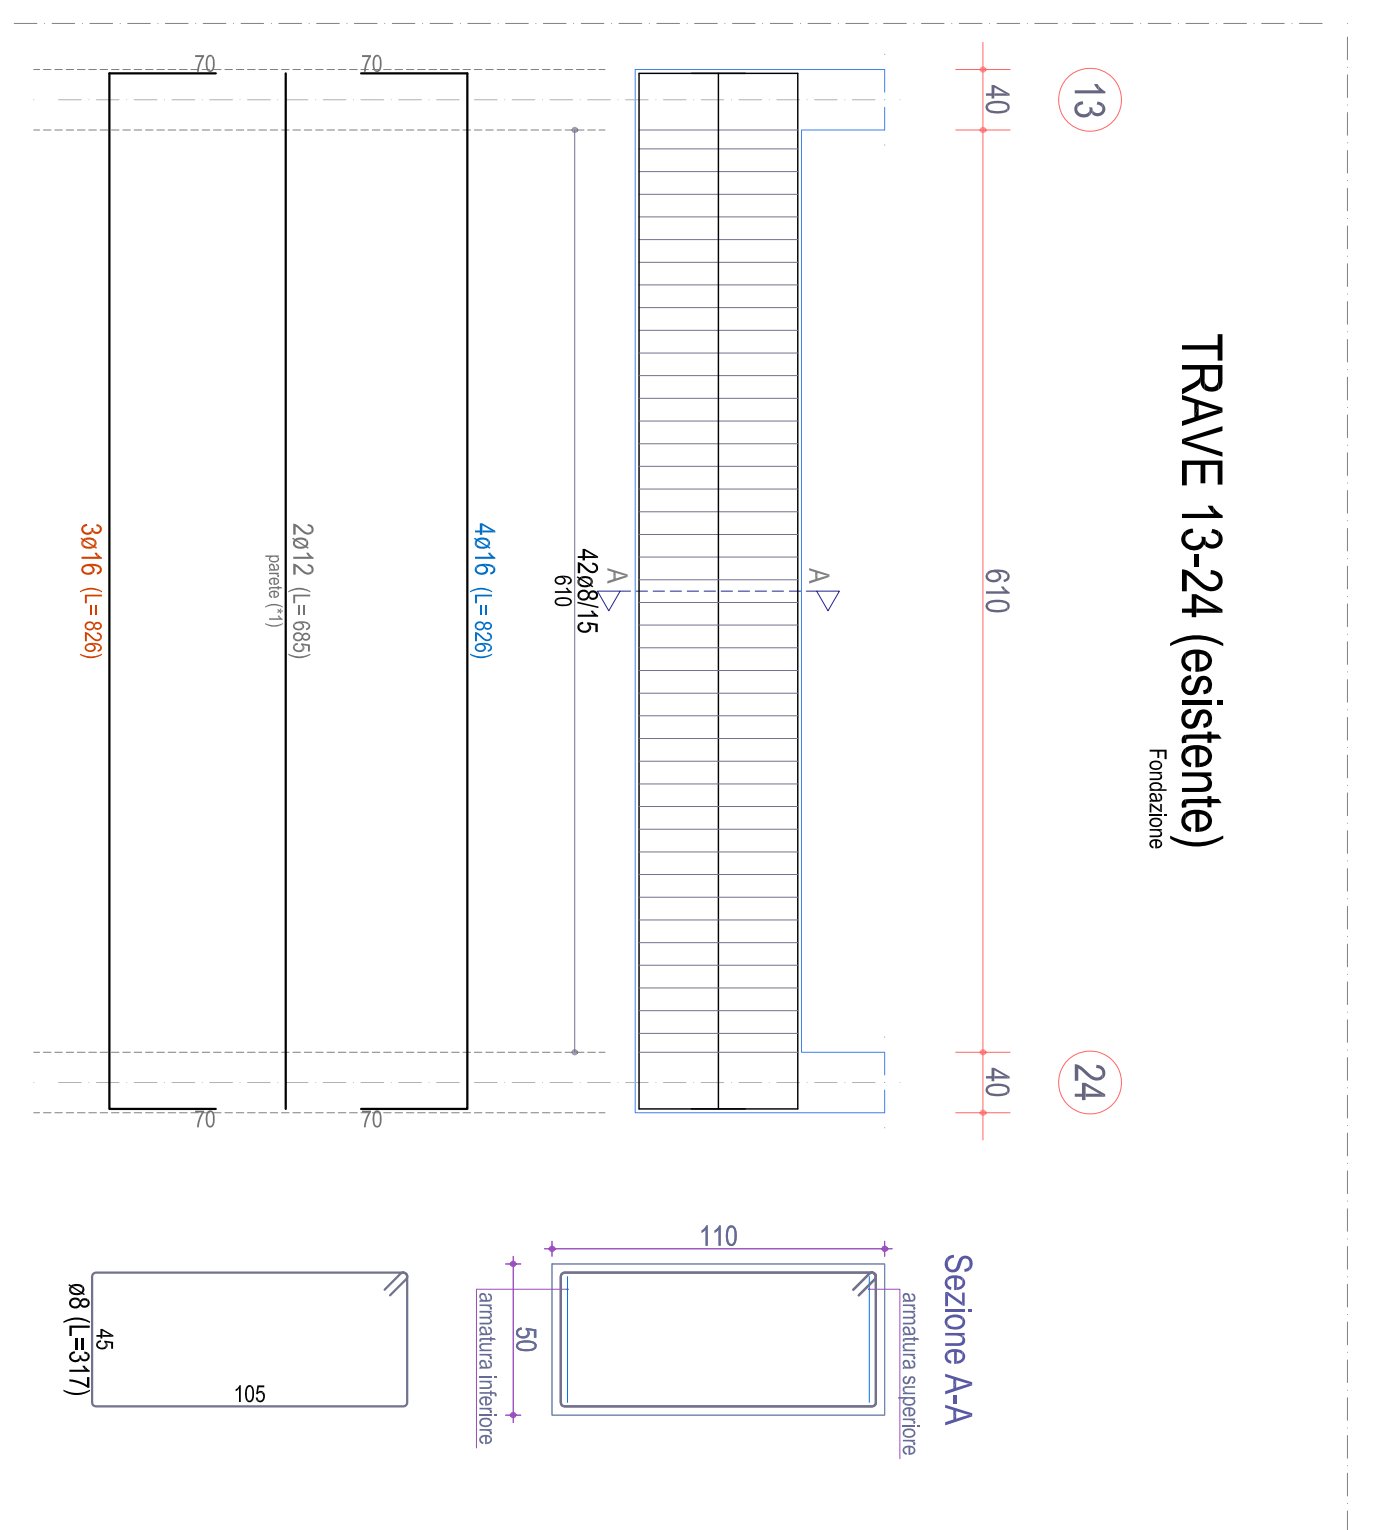 TRAVE 13-24 (esistente)
Fondazione
13
24
40
610
40
A
A
42ø8/15
610
4ø16 (L= 826)
70
70
2ø12 (L= 685)
parete (*1)
3ø16 (L= 826)
70
70
Sezione A-A
armatura superiore
110
50
armatura inferiore
105
45
ø8 (L=317)